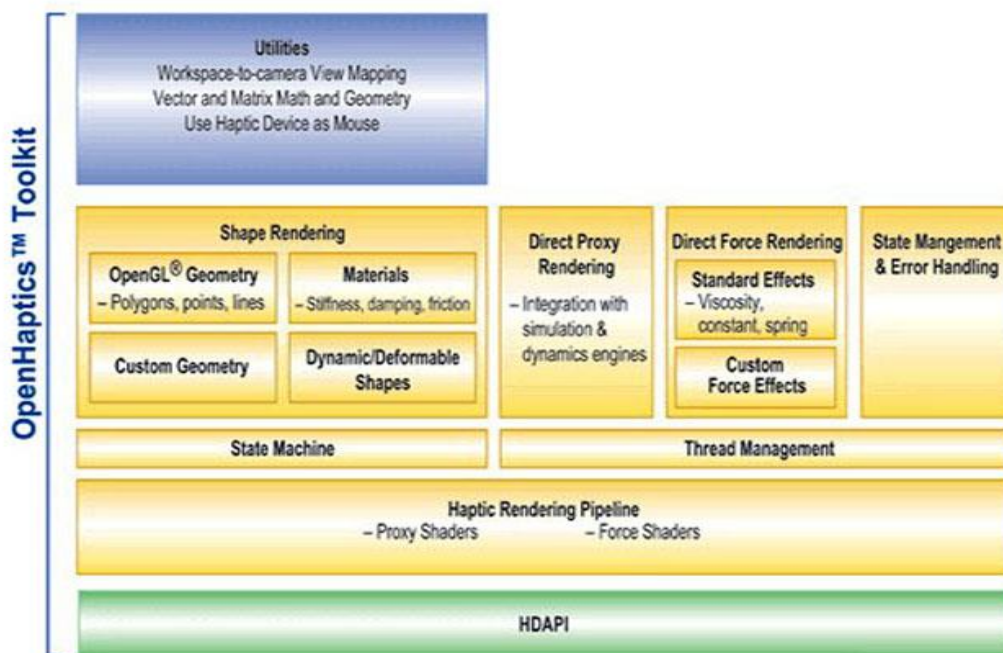 OpenHaptics™ Toolkit
Utilities
Workspace-to-camera View Mapping
Vector and Matrix Math and Geometry
Use Haptic Device as Mouse
Shape Rendering
OpenGL® Geometry
– Polygons, points, lines
Materials
– Stiffness, damping, friction
Custom Geometry
Dynamic/Deformable
Shapes
Direct Proxy
Rendering
– Integration with
simulation &
dynamics engines
Direct Force Rendering
Standard Effects
– Viscosity,
constant, spring
Custom
Force Effects
State Mangement
& Error Handling
State Machine
Thread Management
Haptic Rendering Pipeline
– Proxy Shaders
– Force Shaders
HDAPI